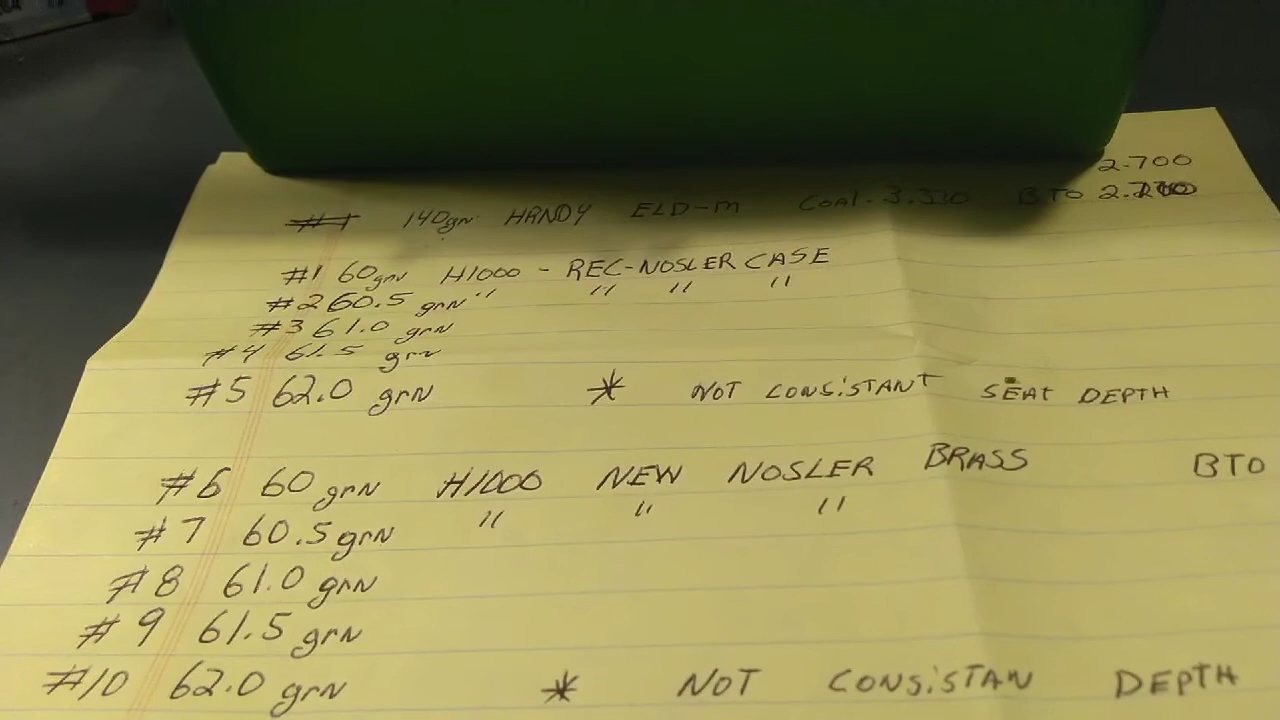 2.700
#1 140grn HRNDY ELD-M Coal. 3.330 BTO
#1 60grn H1000 - REC-NOSLER CASE
#2 60.5 grn " " " "
#3 61.0 grn
#4 61.5 grn
#5 62.0 grn * NOT CONSiSTANT SEAT DEPTH
#6 60 grn H1000 NEW NOSLER BRASS BTO
#7 60.5 grn " " "
#8 61.0 grn
#9 61.5 grn
#10 62.0 grn * NOT CONSiSTAN DEPTH